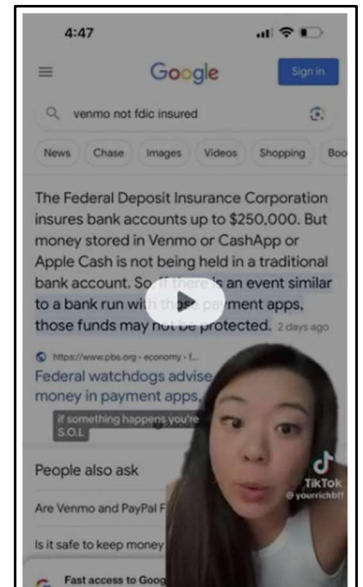 4:47
Google
Sign in
venmo not fdic insured
News Chase Images Videos Shopping Boo
The Federal Deposit Insurance Corporation
insures bank accounts up to $250,000. But
money stored in Venmo or CashApp or
Apple Cash is not being held in a traditional
bank account. So, if there is an event similar
to a bank run with those payment apps,
those funds may not be protected. 2 days ago
https://www.pbs.org › economy › f...
Federal watchdogs advise
money in payment apps,
if something happens you're
S.O.L
People also ask
TikTok
@yourrichbff
Are Venmo and PayPal F
Is it safe to keep money
Fast access to Goog